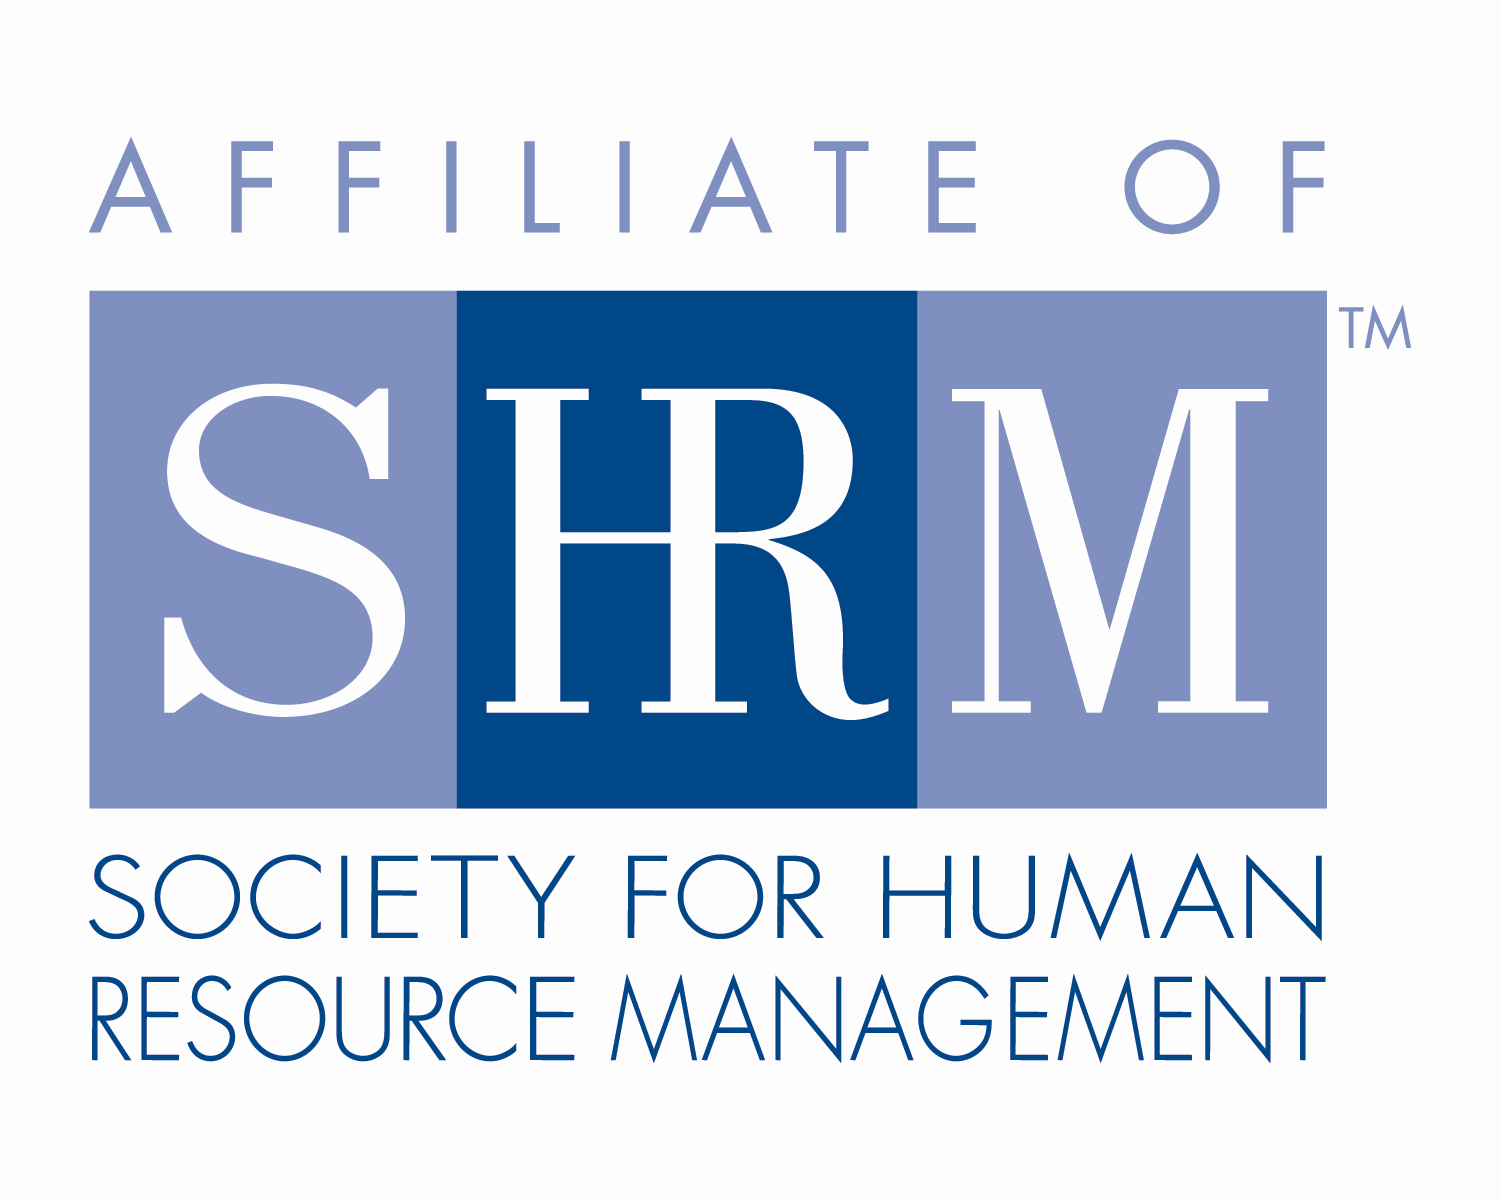 AFFILIATE OF
SHRM™
SOCIETY FOR HUMAN
RESOURCE MANAGEMENT